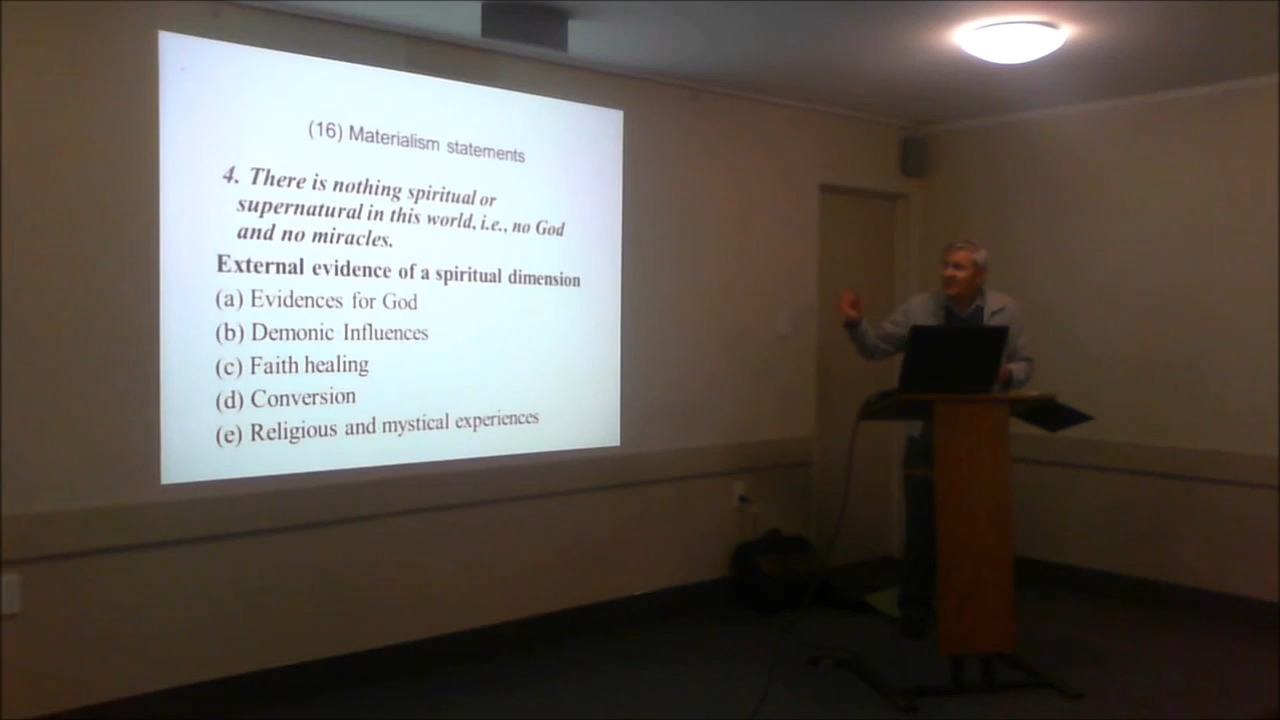 (16) Materialism statements
4. There is nothing spiritual or
supernatural in this world, i.e., no God
and no miracles.
External evidence of a spiritual dimension
(a) Evidences for God
(b) Demonic Influences
(c) Faith healing
(d) Conversion
(e) Religious and mystical experiences